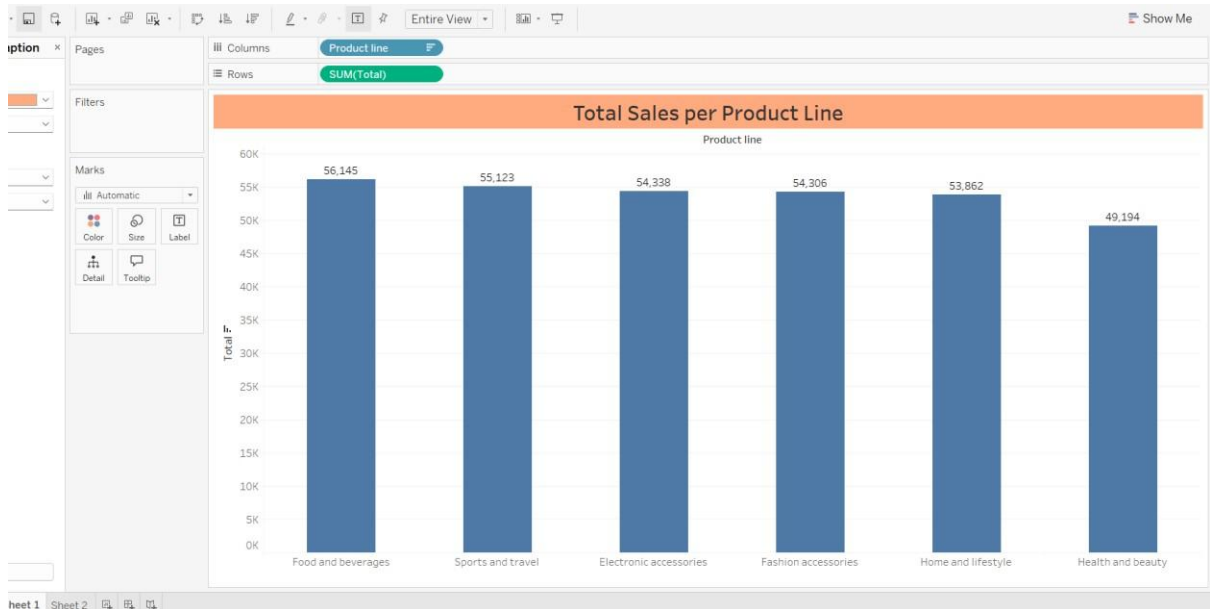 Entire View
Show Me
ption ×
Pages
Columns
Product line
Rows
SUM(Total)
Filters
Marks
Automatic
Color
Size
Label
Detail
Tooltip
Total Sales per Product Line
Product line
60K
55K
50K
45K
40K
35K
30K
25K
20K
15K
10K
5K
0K
Total
56,145
55,123
54,338
54,306
53,862
49,194
Food and beverages
Sports and travel
Electronic accessories
Fashion accessories
Home and lifestyle
Health and beauty
heet 1
Sheet 2